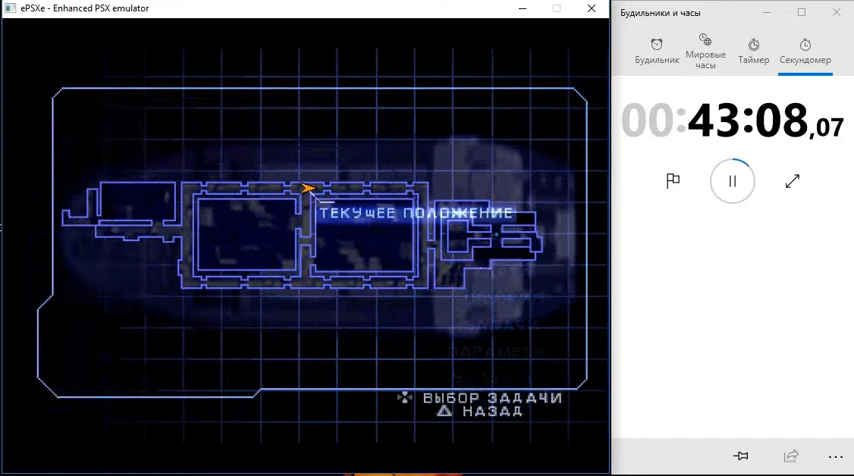 ePSXe - Enhanced PSX emulator
Будильники и часы
Будильник
Мировые часы
Таймер
Секундомер
00:43:08,07
ТЕКУЩЕЕ ПОЛОЖЕНИЕ
ВЫБОР ЗАДАЧИ
НАЗАД